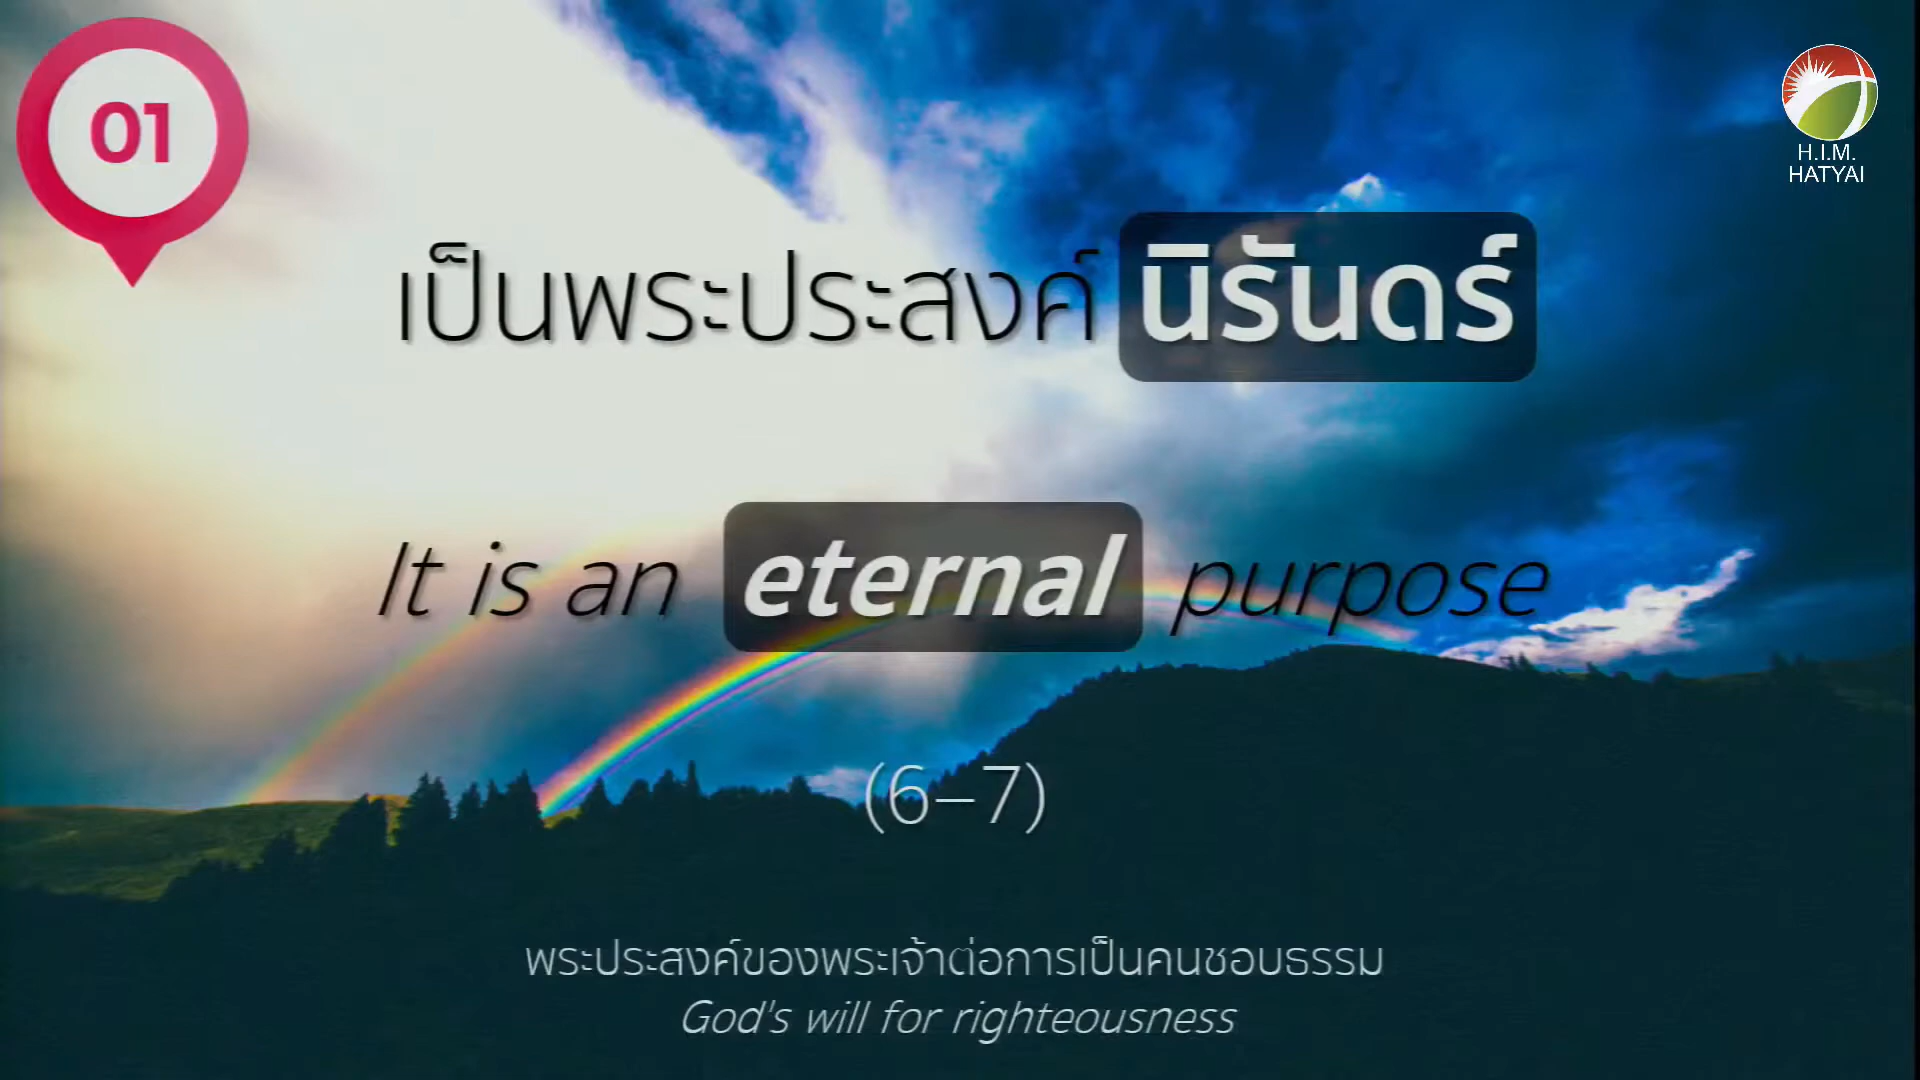 01
H.I.M.
HATYAI
เป็นพระประสงค์ นิรันดร์
It is an eternal purpose
(6–7)
พระประสงค์ของพระเจ้าต่อการเป็นคนชอบธรรม
God's will for righteousness